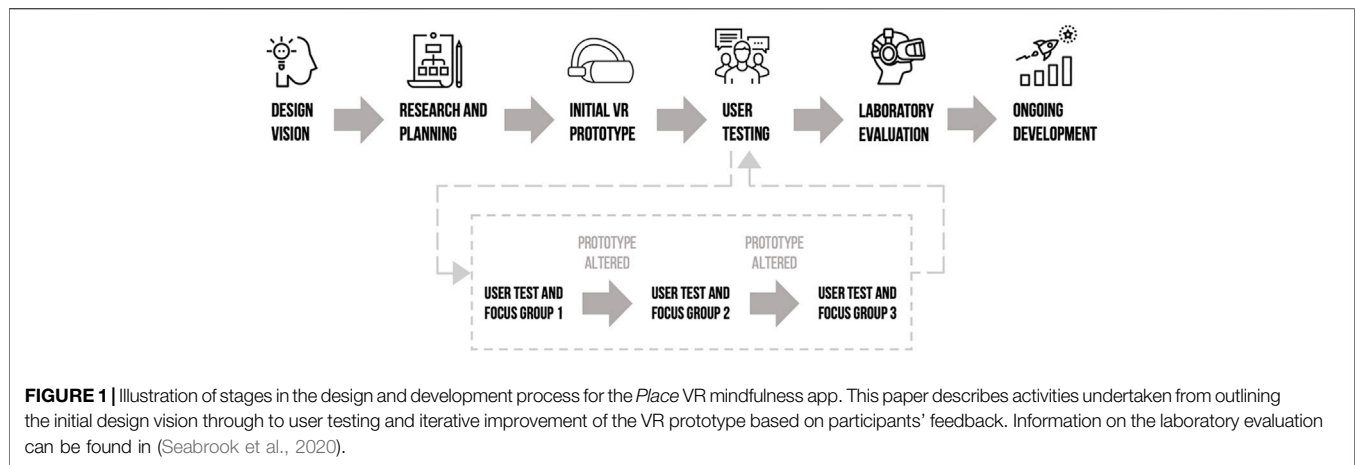 DESIGN VISION
RESEARCH AND PLANNING
INITIAL VR PROTOTYPE
USER TESTING
LABORATORY EVALUATION
ONGOING DEVELOPMENT
PROTOTYPE ALTERED
PROTOTYPE ALTERED
USER TEST AND FOCUS GROUP 1
USER TEST AND FOCUS GROUP 2
USER TEST AND FOCUS GROUP 3
FIGURE 1 | Illustration of stages in the design and development process for the Place VR mindfulness app. This paper describes activities undertaken from outlining
the initial design vision through to user testing and iterative improvement of the VR prototype based on participants’ feedback. Information on the laboratory evaluation
can be found in (Seabrook et al., 2020).